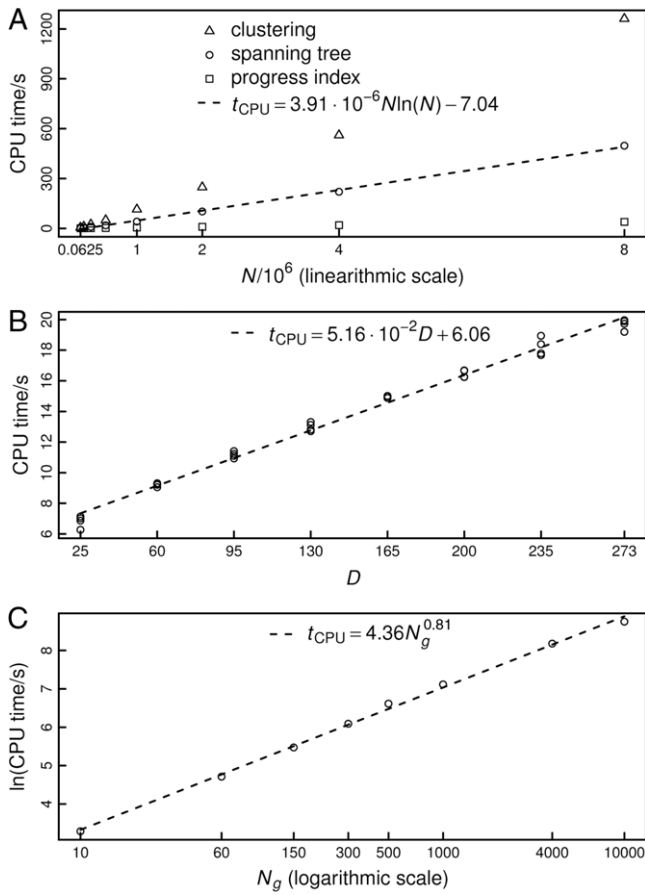 A
clustering
spanning tree
progress index
t_CPU = 3.91 · 10^−6 N ln(N) − 7.04
CPU time/s
1200
900
600
300
0
0.0625 1 2 4 8
N/10^6 (linearithmic scale)
B
t_CPU = 5.16 · 10^−2 D + 6.06
CPU time/s
20
18
16
14
12
10
8
6
25 60 95 130 165 200 235 273
D
C
t_CPU = 4.36N_g^0.81
ln(CPU time/s)
8
7
6
5
4
10 60 150 300 500 1000 4000 10000
N_g (logarithmic scale)